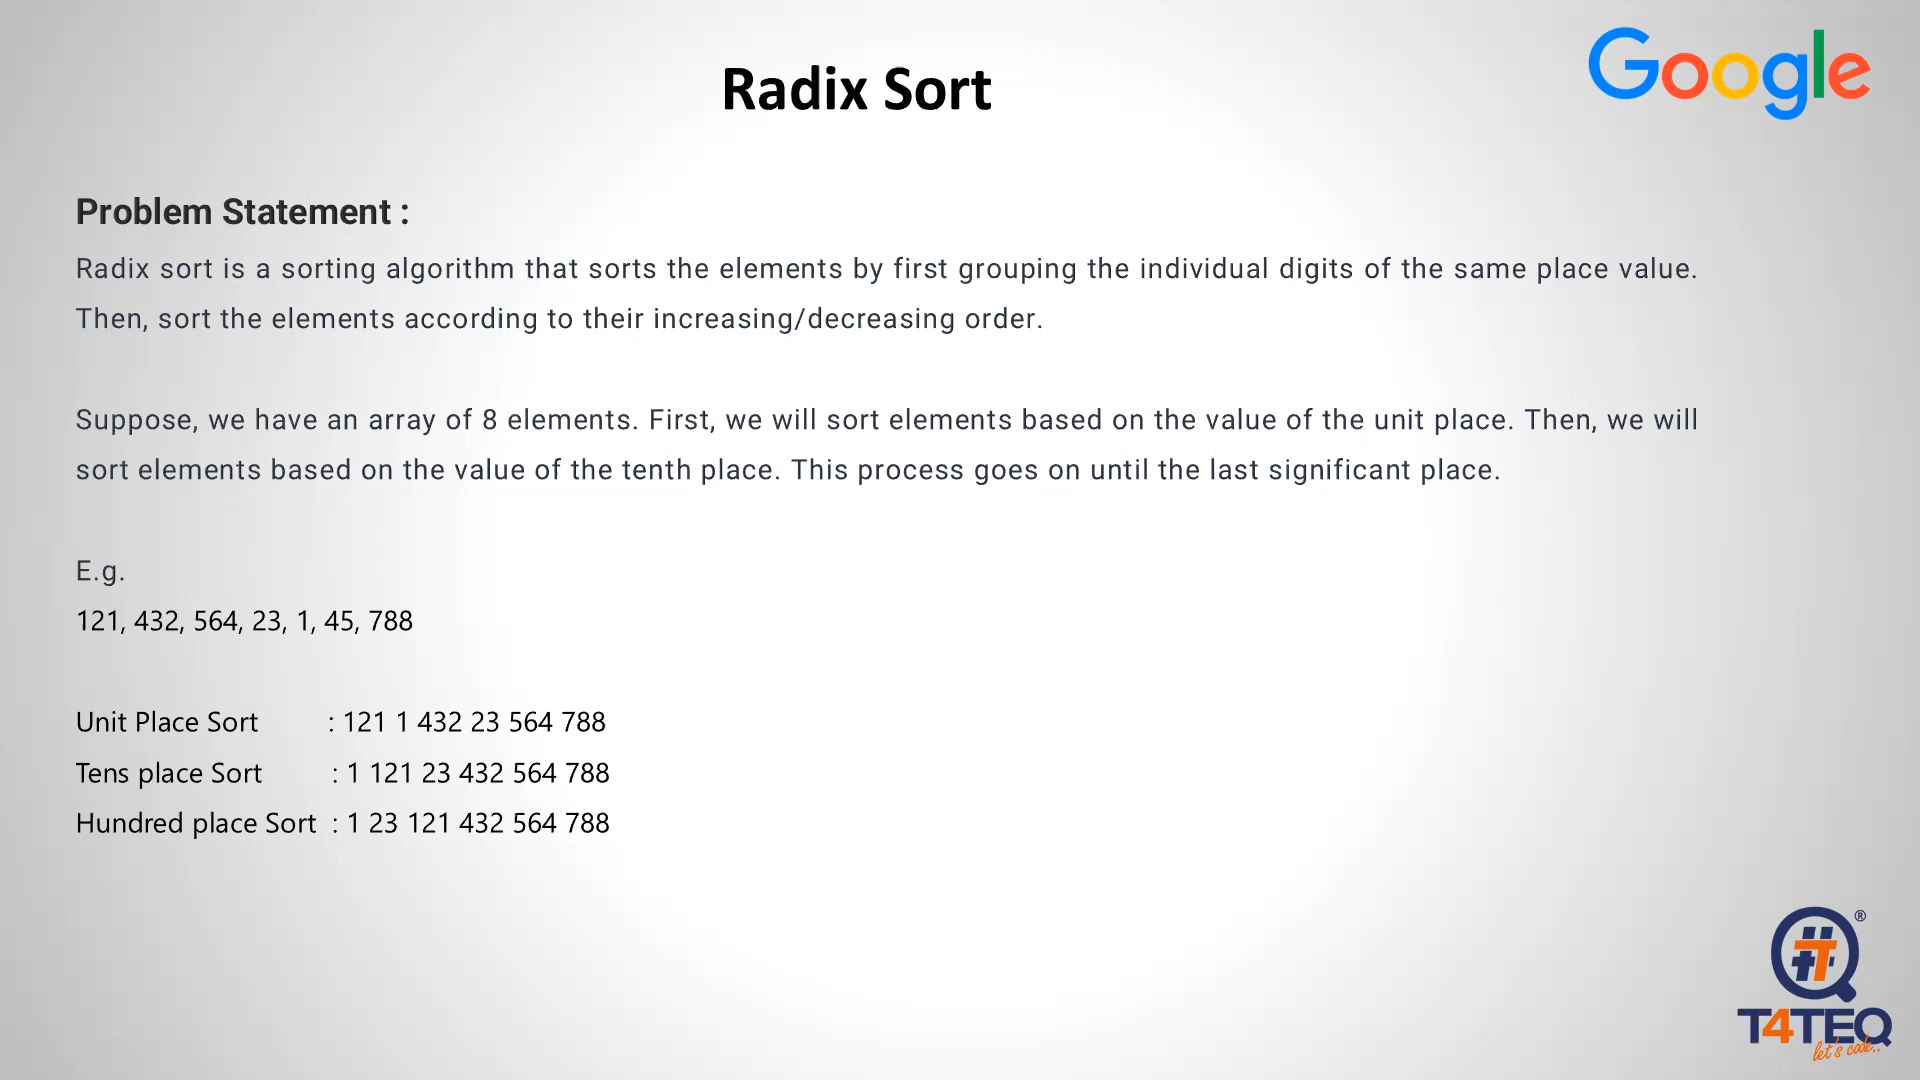 Radix Sort
Google
Problem Statement :
Radix sort is a sorting algorithm that sorts the elements by first grouping the individual digits of the same place value.
Then, sort the elements according to their increasing/decreasing order.
Suppose, we have an array of 8 elements. First, we will sort elements based on the value of the unit place. Then, we will
sort elements based on the value of the tenth place. This process goes on until the last significant place.
E.g.
121, 432, 564, 23, 1, 45, 788
Unit Place Sort : 121 1 432 23 564 788
Tens place Sort : 1 121 23 432 564 788
Hundred place Sort : 1 23 121 432 564 788
#T ®
T4TEQ
let's code..